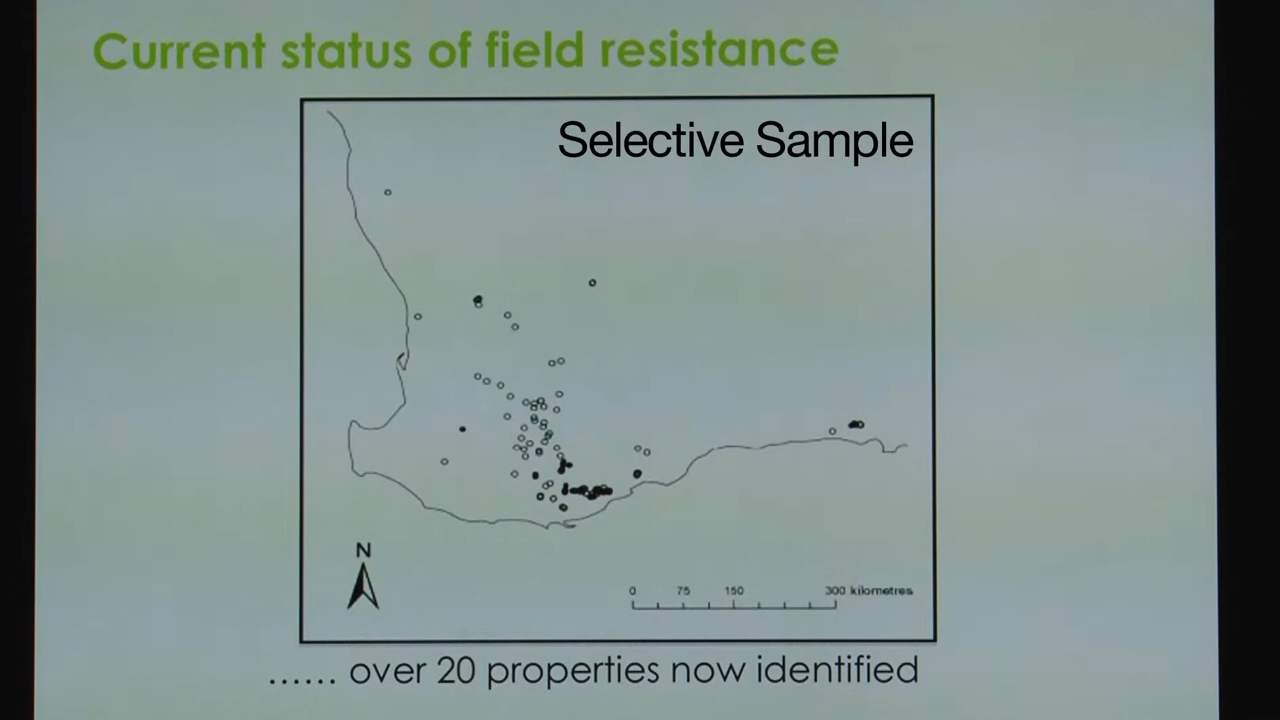 Current status of field resistance
Selective Sample
N
0 75 150 300 kilometres
...... over 20 properties now identified